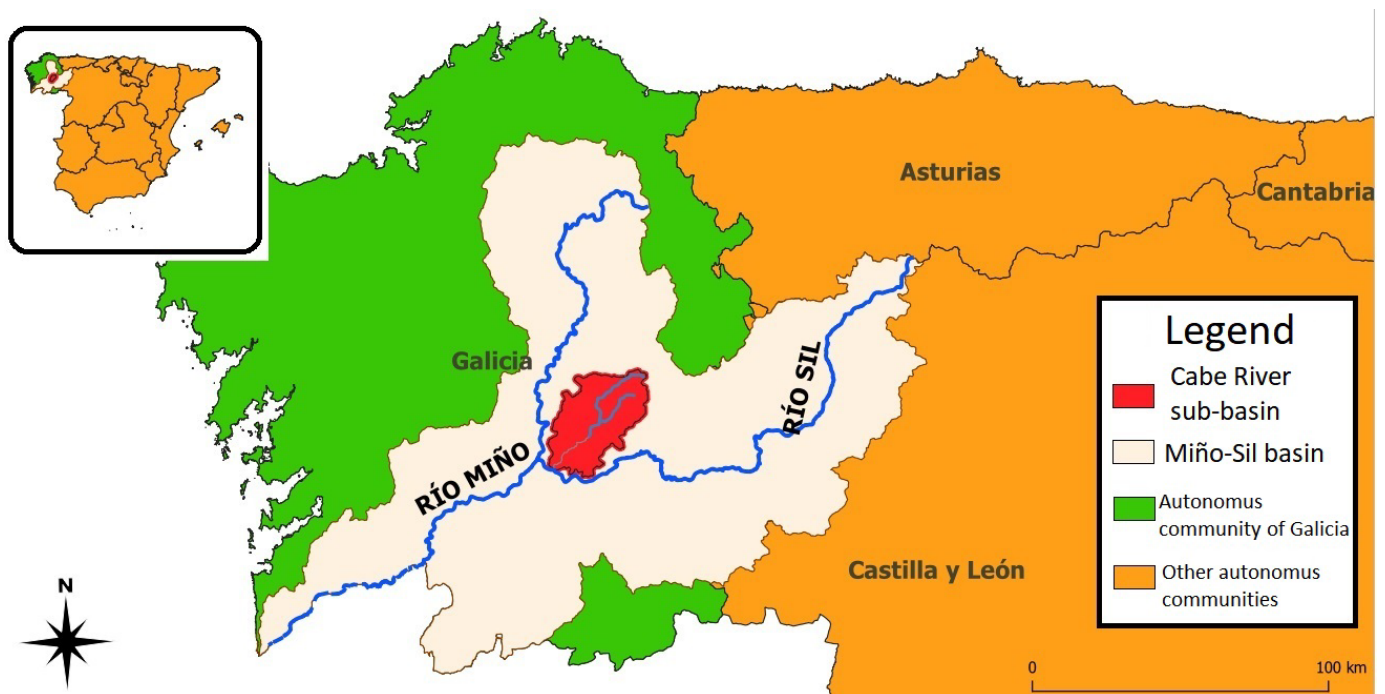 Asturias
Cantabria
Galicia
RÍO SIL
RÍO MIÑO
Castilla y León
Legend
Cabe River
sub-basin
Miño-Sil basin
Autonomus
community of Galicia
Other autonomus
communities
N
0 100 km